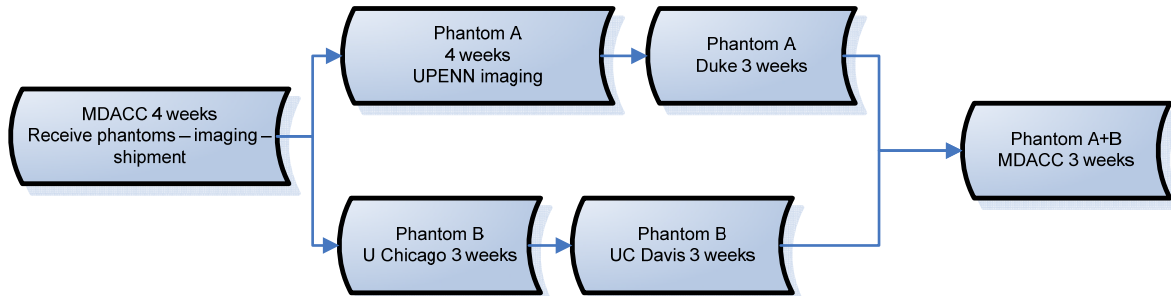 MDACC 4 weeks
Receive phantoms – imaging –
shipment
Phantom A
4 weeks
UPENN imaging
Phantom A
Duke 3 weeks
Phantom B
U Chicago 3 weeks
Phantom B
UC Davis 3 weeks
Phantom A+B
MDACC 3 weeks